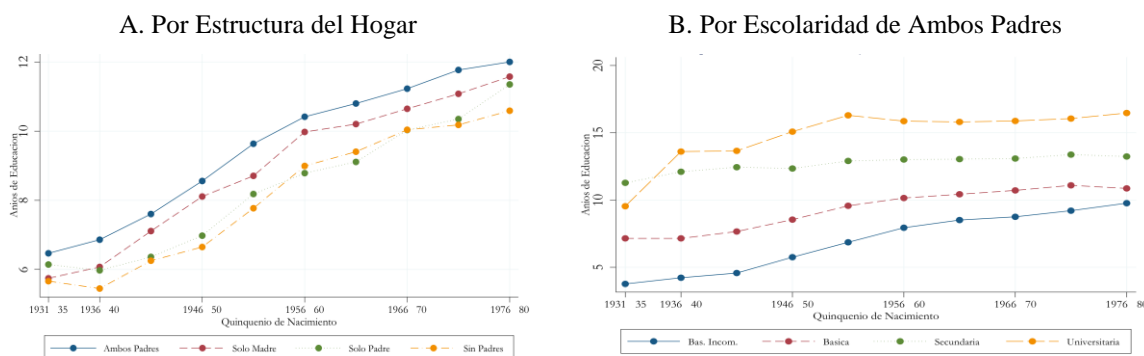 A. Por Estructura del Hogar
12
10
8
6
Anios de Educacion
1931 35 1936 40 1946 50 1956 60 1966 70 1976 80
Quinquenio de Nacimiento
Ambos Padres Solo Madre Solo Padre Sin Padres
B. Por Escolaridad de Ambos Padres
20
15
10
5
Anios de Educacion
1931 35 1936 40 1946 50 1956 60 1966 70 1976 80
Quinquenio de Nacimiento
Bas. Incom. Basica Secundaria Universitaria